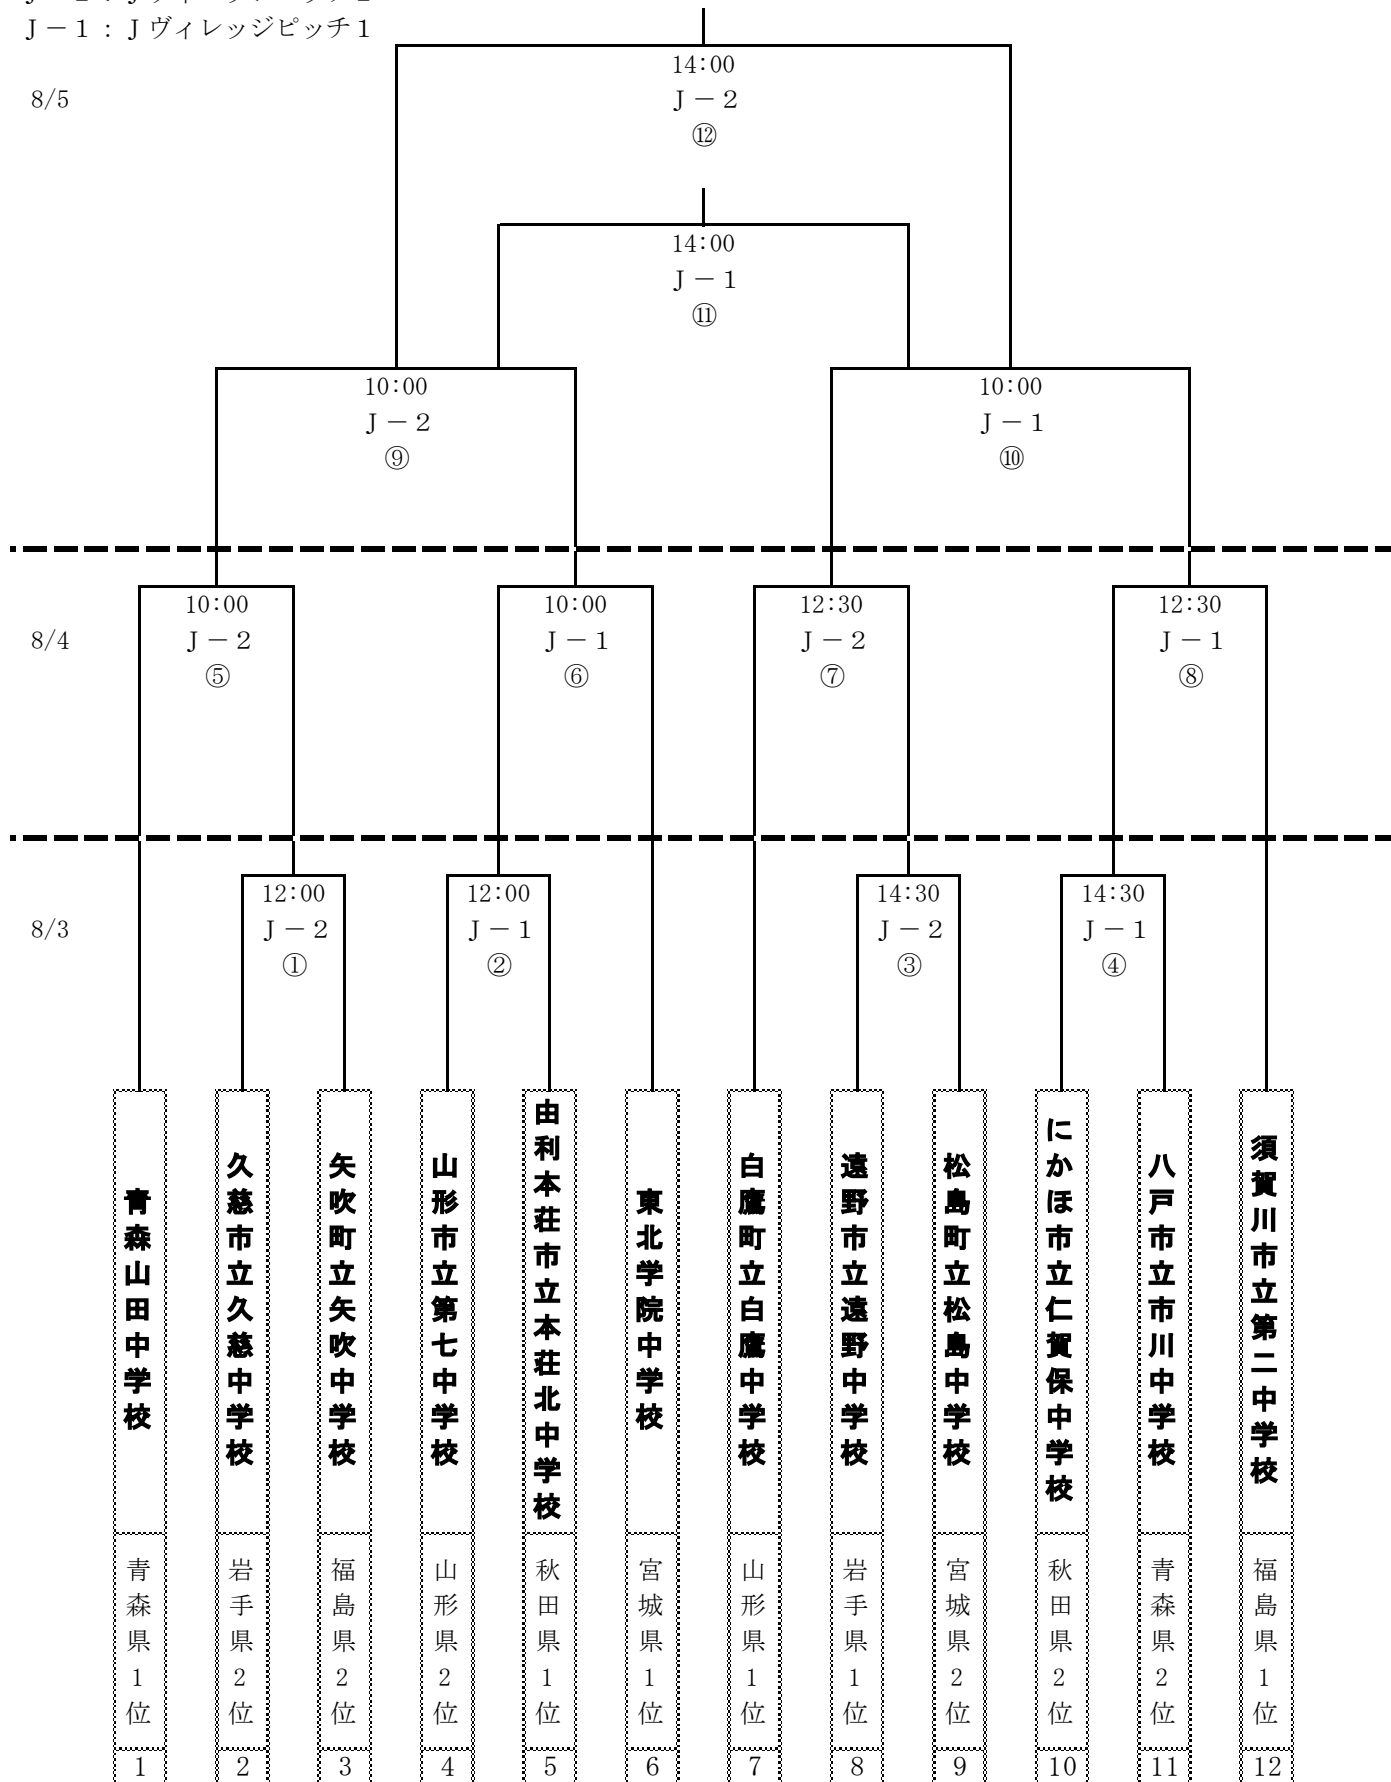 J－1：Jヴィレッジピッチ1
14:00
8/5
J－2
⑫
14:00
J－1
⑪
10:00
J－2
⑨
10:00
J－1
⑩
8/4
10:00
J－2
⑤
10:00
J－1
⑥
12:30
J－2
⑦
12:30
J－1
⑧
8/3
12:00
J－2
①
12:00
J－1
②
14:30
J－2
③
14:30
J－1
④
青森山田中学校
青森県1位
1
久慈市立久慈中学校
岩手県2位
2
矢吹町立矢吹中学校
福島県2位
3
山形市立第七中学校
山形県2位
4
由利本荘市立本荘北中学校
秋田県1位
5
東北学院中学校
宮城県1位
6
白鷹町立白鷹中学校
山形県1位
7
遠野市立遠野中学校
岩手県1位
8
松島町立松島中学校
宮城県2位
9
にかほ市立仁賀保中学校
秋田県2位
10
八戸市立市川中学校
青森県2位
11
須賀川市立第二中学校
福島県1位
12